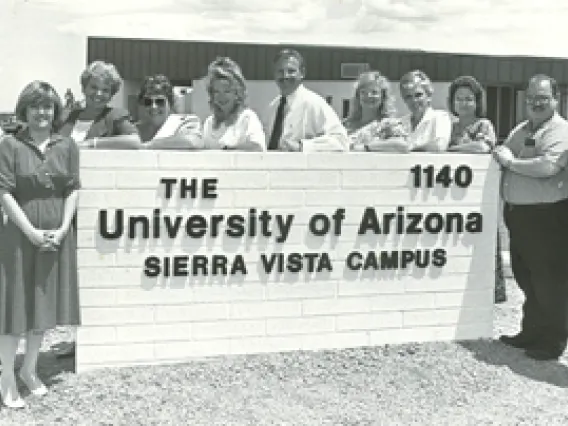 1140
THE
University of Arizona
SIERRA VISTA CAMPUS